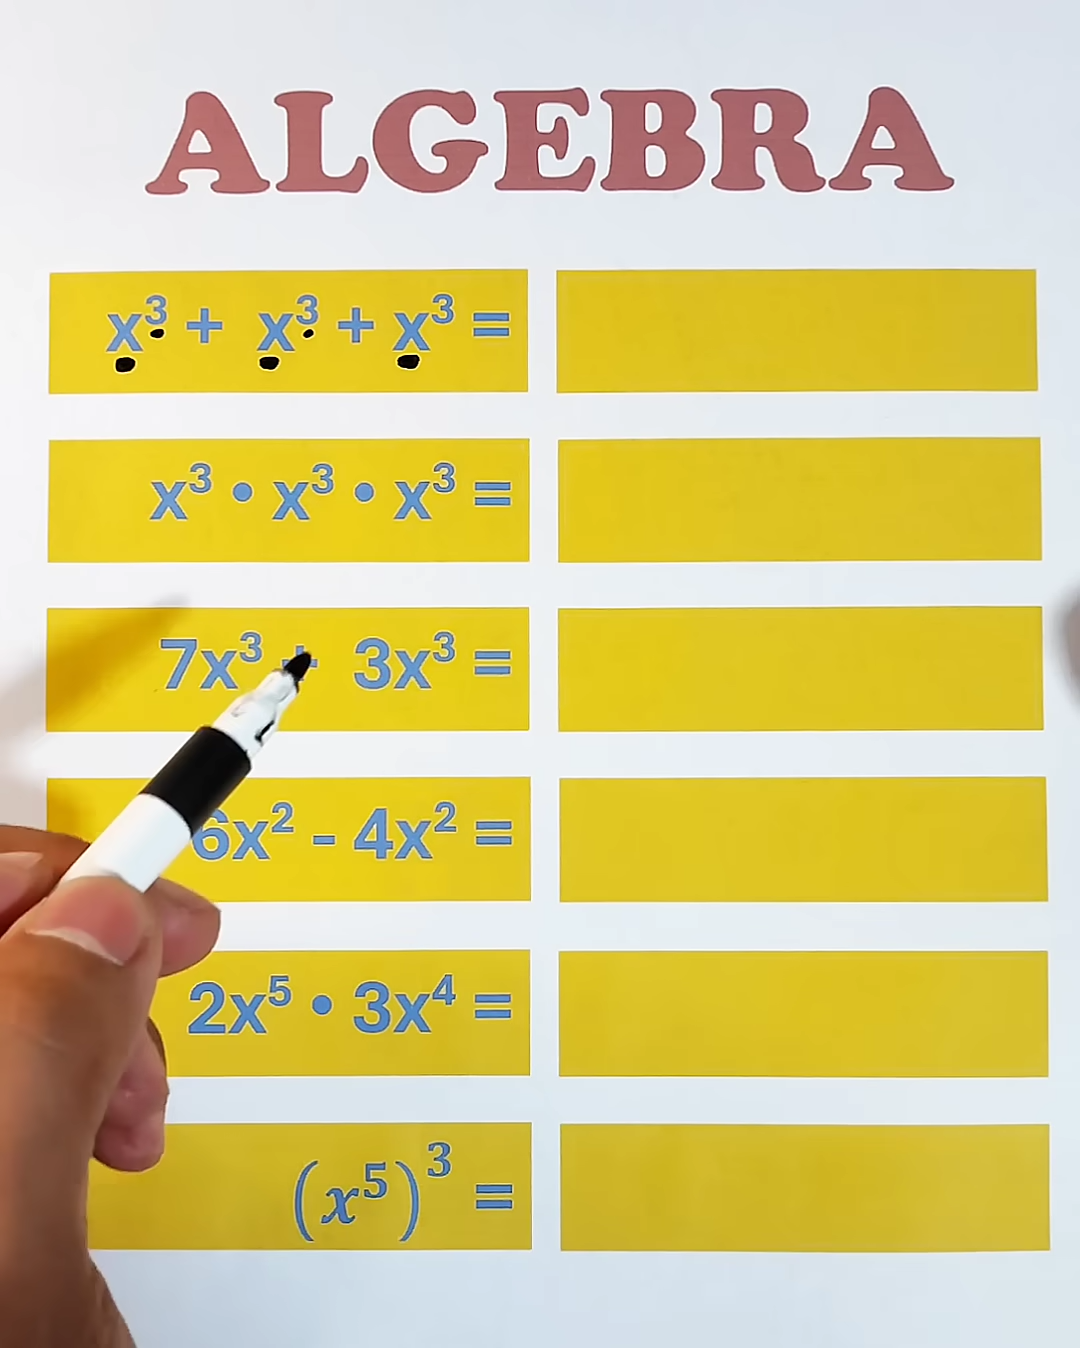 ALGEBRA
x³ + x³ + x³ =
x³ • x³ • x³ =
7x³ + 3x³ =
6x² - 4x² =
2x⁵ • 3x⁴ =
(x⁵)³ =